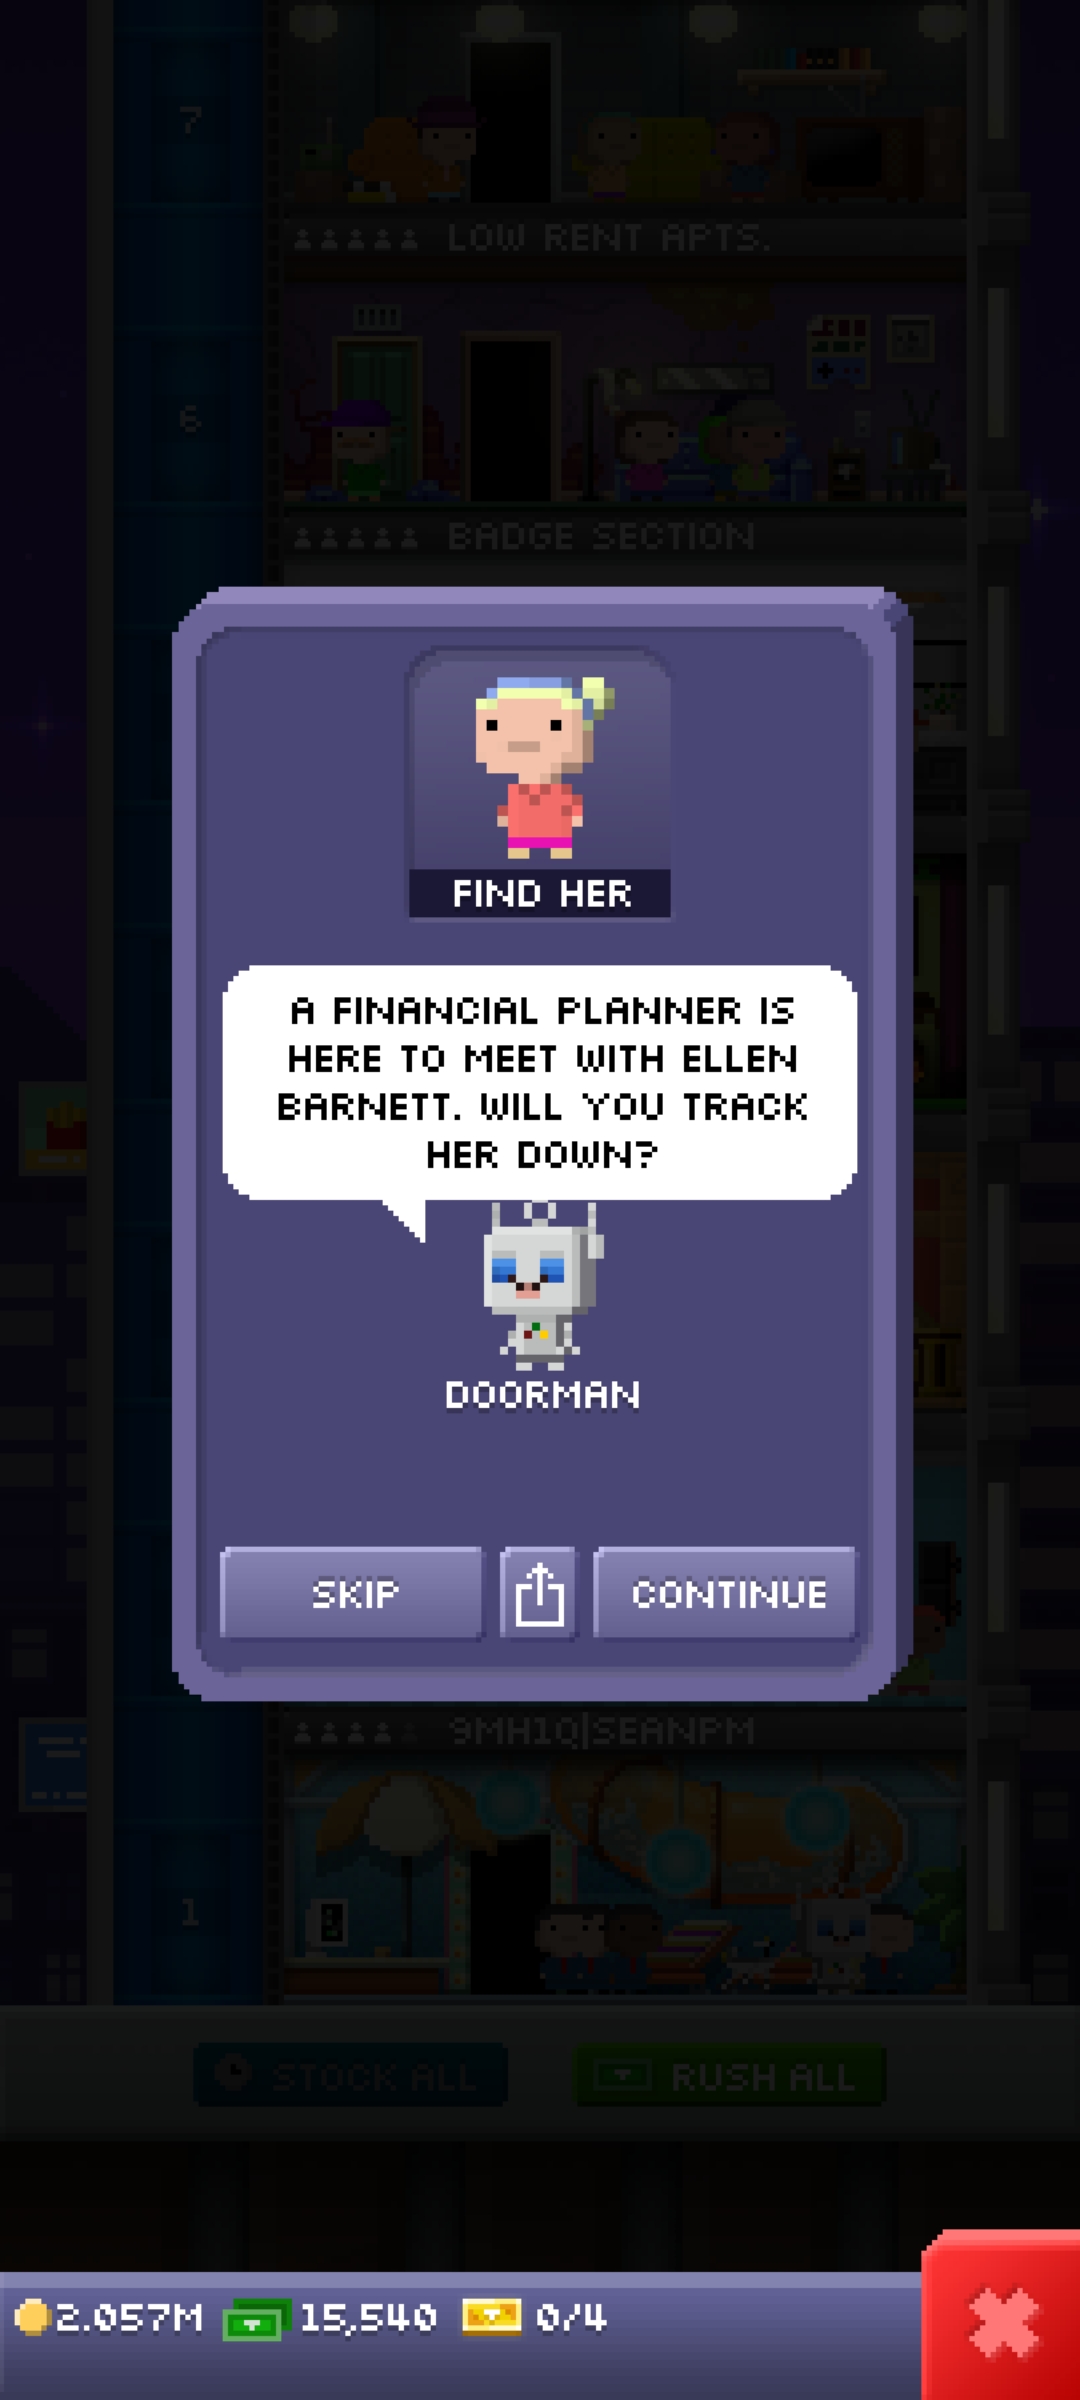 7
LOW RENT APTS.
6
BADGE SECTION
FIND HER
A FINANCIAL PLANNER IS
HERE TO MEET WITH ELLEN
BARNETT. WILL YOU TRACK
HER DOWN?
DOORMAN
SKIP
CONTINUE
9MH1Q|SEANPM
1
STOCK ALL
RUSH ALL
2.057M
15,540
0/4